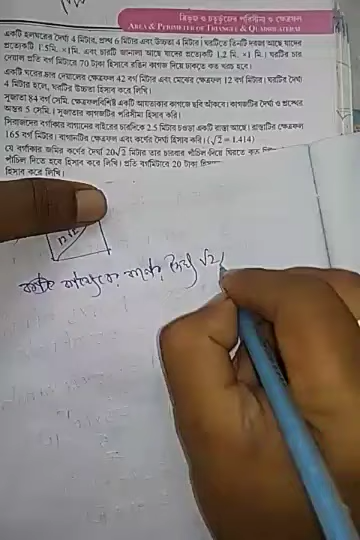 ত্রিভুজ ও চতুর্ভুজের পরিসীমা ও ক্ষেত্রফল
AREA & PERIMETER OF TRIANGLE & QUADRILATERAL
একটি হলঘরের দৈর্ঘ্য 4 মিটার, প্রস্থ 6 মিটার এবং উচ্চতা 4 মিটার। ঘরটিতে তিনটি দরজা আছে যাদের
প্রত্যেকটি 1.5মি. ×1মি. এবং চারটি জানালা আছে যাদের প্রত্যেকটি 1.2 মি. ×1 মি.। ঘরটির চার
দেয়াল প্রতি বর্গ মিটারে 70 টাকা হিসাবে রঙিন কাগজ দিয়ে ঢাকতে কত খরচ হবে।
একটি ঘরের চার দেয়ালের ক্ষেত্রফল 42 বর্গ মিটার এবং মেঝের ক্ষেত্রফল 12 বর্গ মিটার। ঘরটির দৈর্ঘ্য
4 মিটার হলে, ঘরটির উচ্চতা হিসাব করে লিখি।
সুজাতা 84 বর্গ সেমি. ক্ষেত্রফলবিশিষ্ট একটি আয়তাকার কাগজে ছবি আঁকবে। কাগজটির দৈর্ঘ্য ও প্রস্থের
অন্তর 5 সেমি.। সুজাতার কাগজটির পরিসীমা হিসাব করি।
সিরাজদের বর্গাকার বাগানের বাইরের চারদিকে 2.5 মিটার চওড়া একটি রাস্তা আছে। রাস্তাটির ক্ষেত্রফল
165 বর্গ মিটার। বাগানটির ক্ষেত্রফল এবং কর্ণের দৈর্ঘ্য হিসাব করি। (√2 = 1.414)
যে বর্গাকার জমির কর্ণের দৈর্ঘ্য 20√2 মিটার তার চারধার পাঁচিল দিয়ে ঘিরতে কত
পাঁচিল দিতে হবে হিসাব করে লিখি। প্রতি বর্গমিটারে 20 টাকা
হিসাব করে লিখি।
কর্ণের দৈর্ঘ্য √2